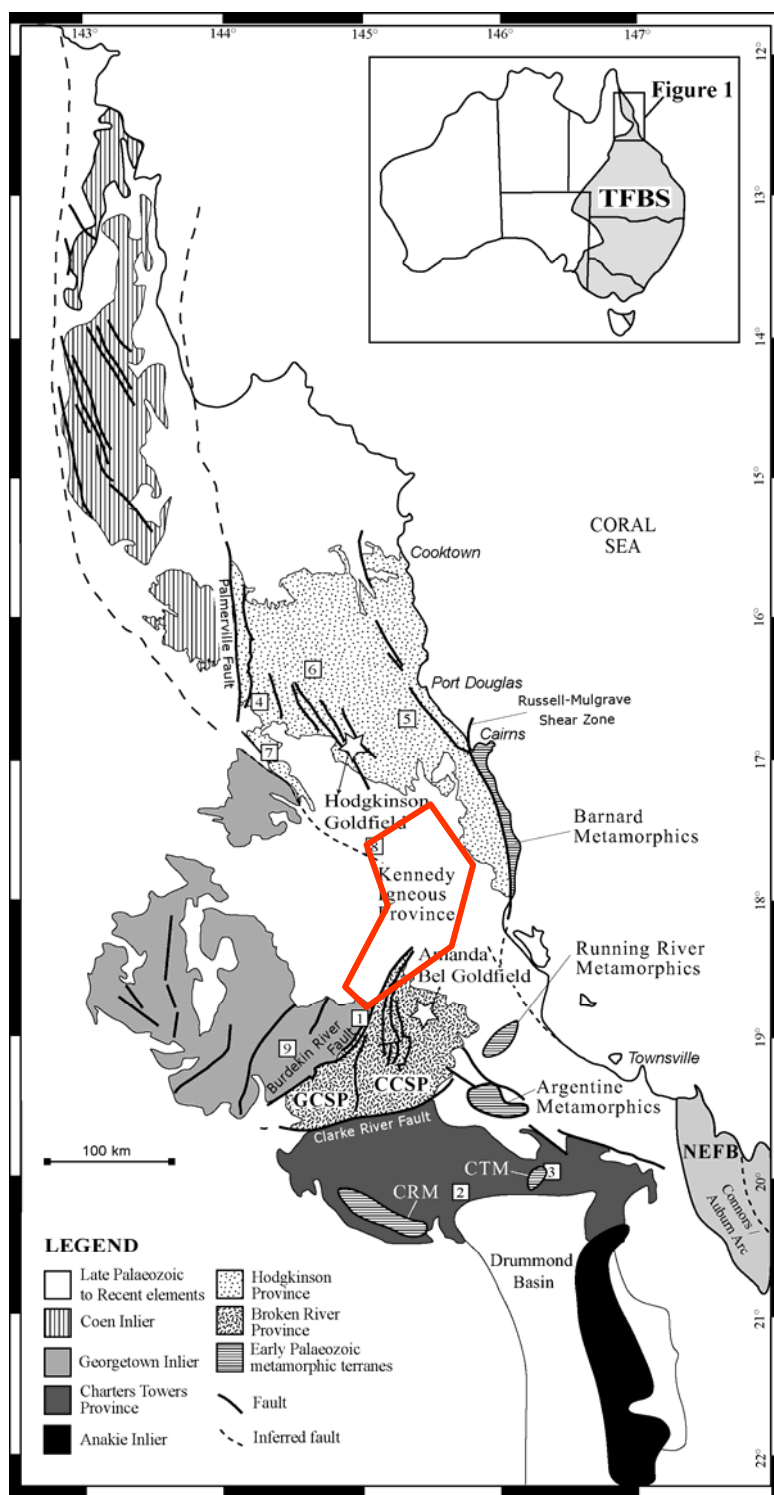 143°
144°
145°
146°
147°
12°
13°
14°
15°
16°
17°
18°
19°
20°
21°
22°
Figure 1
TFBS
CORAL
SEA
Cooktown
Palmerville Fault
6
4
5
7
Port Douglas
Russell-Mulgrave
Shear Zone
Cairns
Hodgkinson
Goldfield
Barnard
Metamorphics
8
Kennedy
Igneous
Province
Amanda
Bel Goldfield
Running River
Metamorphics
1
9
Burdekin River
Fault
Townsville
GCSP
CCSP
Argentine
Metamorphics
Clarke River Fault
100 km
NEFB
Connors /
Auburn Arc
CTM
3
CRM
2
Drummond
Basin
LEGEND
Late Palaeozoic
to Recent elements
Coen Inlier
Georgetown Inlier
Charters Towers
Province
Anakie Inlier
Hodgkinson
Province
Broken River
Province
Early Palaeozoic
metamorphic terranes
Fault
Inferred fault